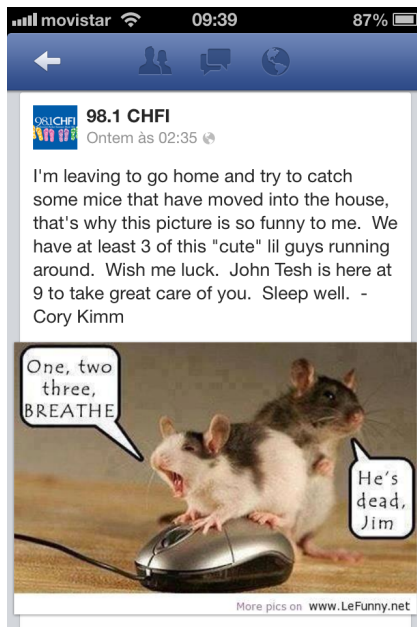 movistar 09:39 87%
98.1CHFI
98.1 CHFI
Ontem às 02:35
I'm leaving to go home and try to catch
some mice that have moved into the house,
that's why this picture is so funny to me.  We
have at least 3 of this "cute" lil guys running
around.  Wish me luck.  John Tesh is here at
9 to take great care of you.  Sleep well.  -
Cory Kimm
One, two
three,
BREATHE
He's
dead,
Jim
More pics on www.LeFunny.net